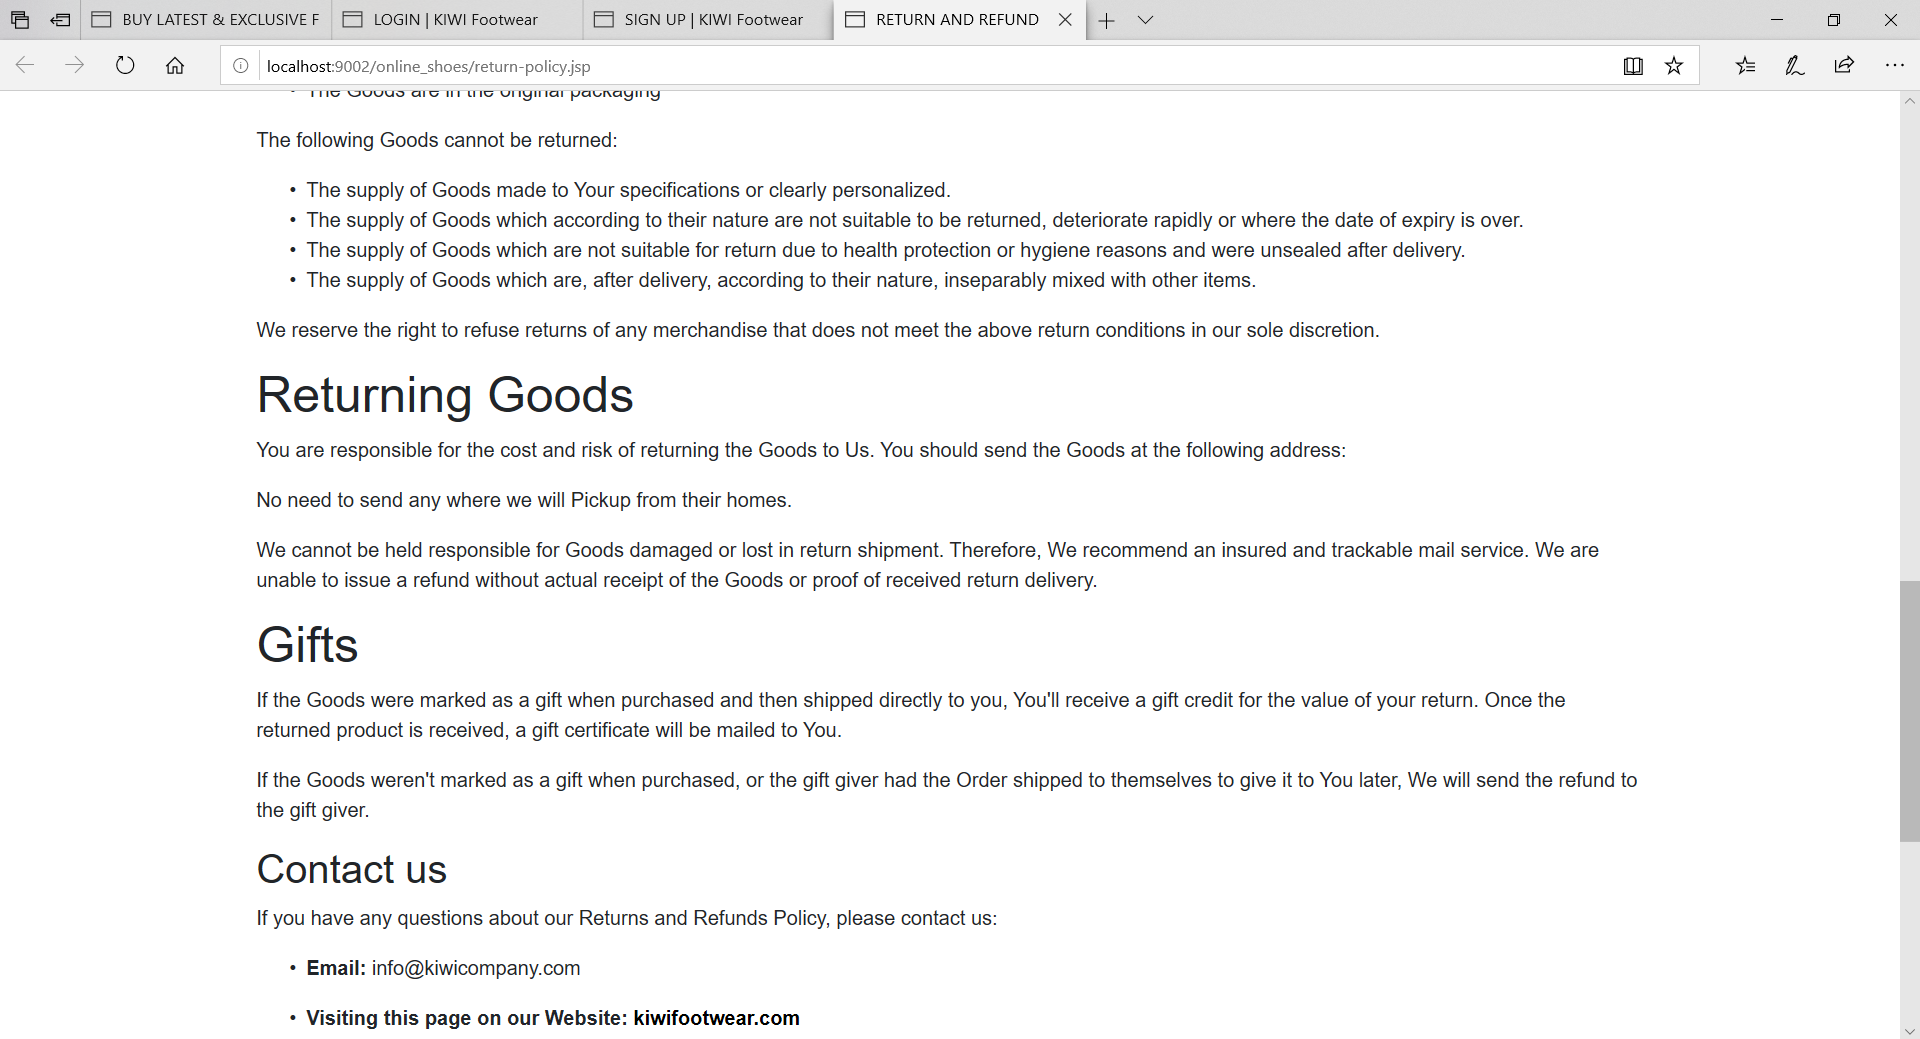 BUY LATEST & EXCLUSIVE F
LOGIN | KIWI Footwear
SIGN UP | KIWI Footwear
RETURN AND REFUND
localhost:9002/online_shoes/return-policy.jsp
• The Goods are in the original packaging
The following Goods cannot be returned:
• The supply of Goods made to Your specifications or clearly personalized.
• The supply of Goods which according to their nature are not suitable to be returned, deteriorate rapidly or where the date of expiry is over.
• The supply of Goods which are not suitable for return due to health protection or hygiene reasons and were unsealed after delivery.
• The supply of Goods which are, after delivery, according to their nature, inseparably mixed with other items.
We reserve the right to refuse returns of any merchandise that does not meet the above return conditions in our sole discretion.
Returning Goods
You are responsible for the cost and risk of returning the Goods to Us. You should send the Goods at the following address:
No need to send any where we will Pickup from their homes.
We cannot be held responsible for Goods damaged or lost in return shipment. Therefore, We recommend an insured and trackable mail service. We are
unable to issue a refund without actual receipt of the Goods or proof of received return delivery.
Gifts
If the Goods were marked as a gift when purchased and then shipped directly to you, You'll receive a gift credit for the value of your return. Once the
returned product is received, a gift certificate will be mailed to You.
If the Goods weren't marked as a gift when purchased, or the gift giver had the Order shipped to themselves to give it to You later, We will send the refund to
the gift giver.
Contact us
If you have any questions about our Returns and Refunds Policy, please contact us:
• Email: info@kiwicompany.com
• Visiting this page on our Website: kiwifootwear.com